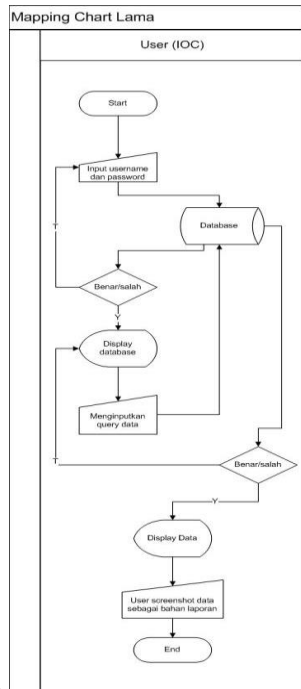 Mapping Chart Lama
User (IOC)
Start
Input username
dan password
Database
T
Benar/salah
Y
Display
database
Menginputkan
query data
T
Benar/salah
Y
Display Data
User screenshot data
sebagai bahan laporan
End